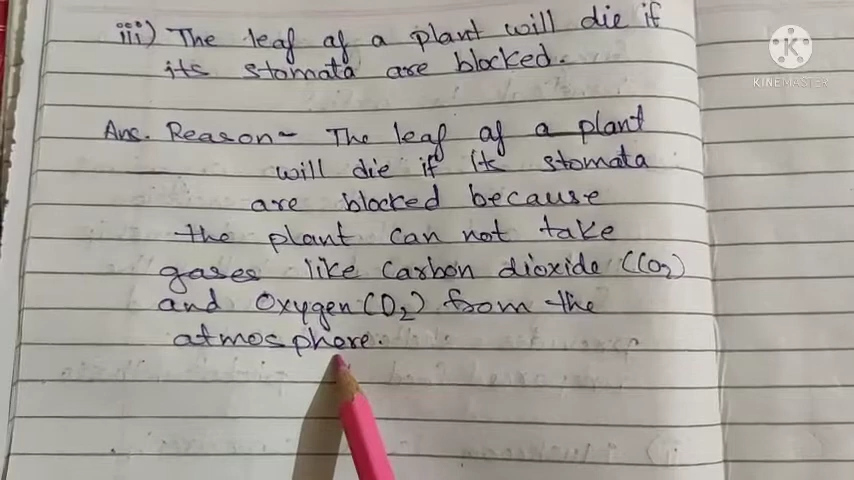 iii) The leaf of a plant will die if
its stomata are blocked.
Ans. Reason- The leaf of a plant
will die if its stomata
are blocked because
the plant can not take
gases like Carbon dioxide (CO2)
and Oxygen (O2) from the
atmosphere.
K
KINEMASTER